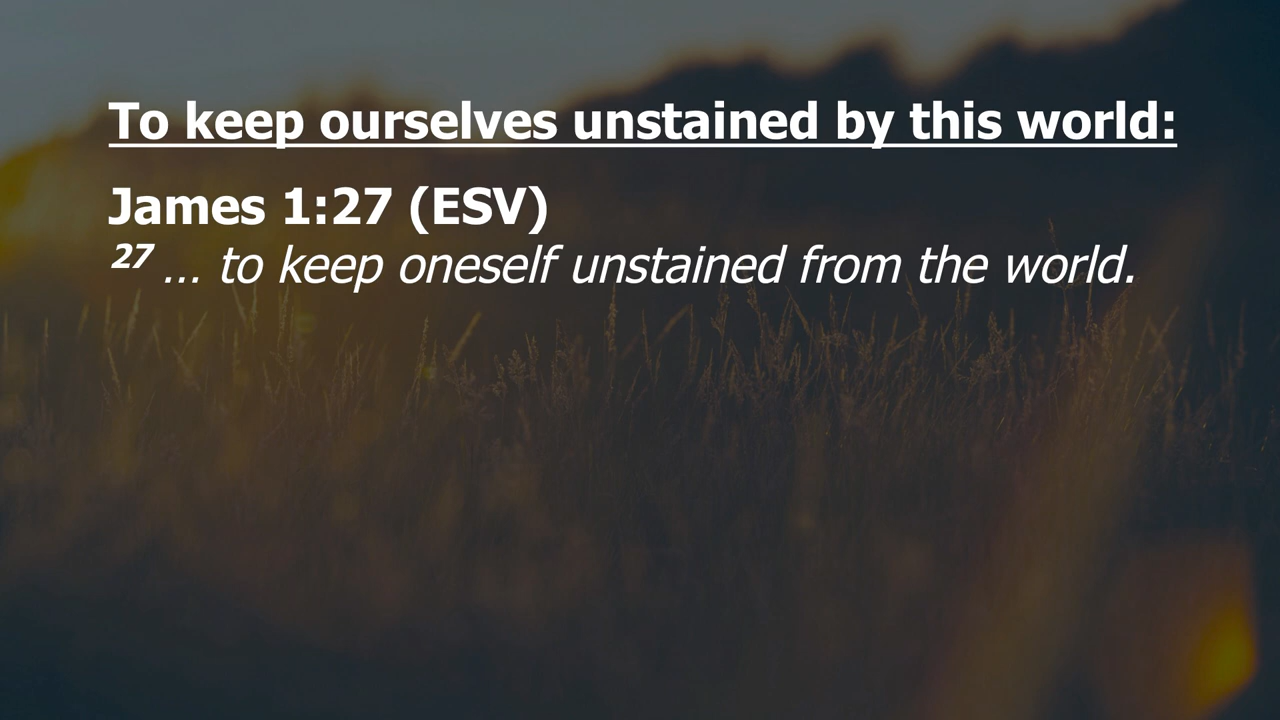 To keep ourselves unstained by this world:
James 1:27 (ESV)
27 … to keep oneself unstained from the world.